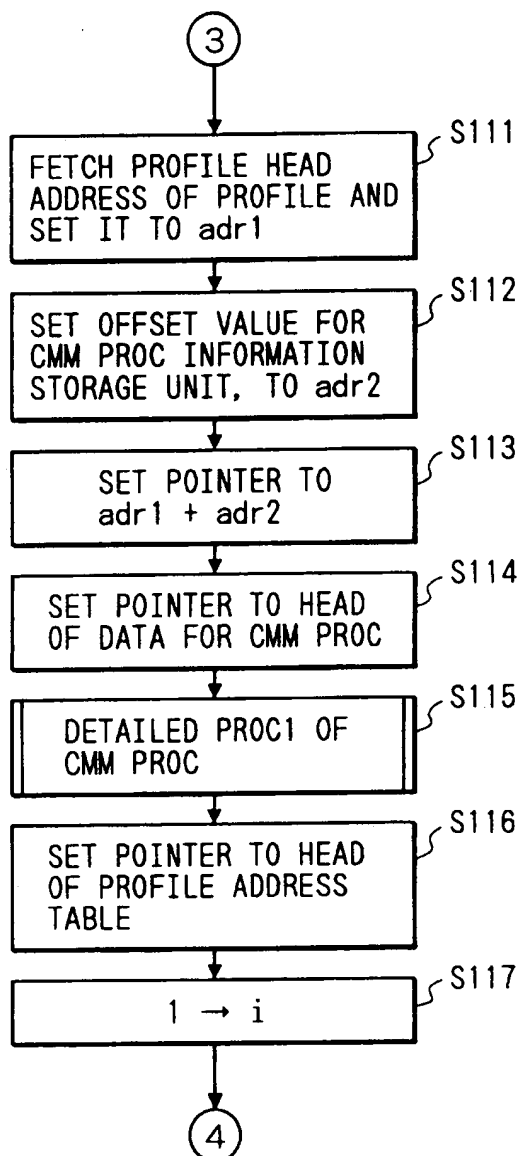 3
S111
FETCH PROFILE HEAD
ADDRESS OF PROFILE AND
SET IT TO adr1
S112
SET OFFSET VALUE FOR
CMM PROC INFORMATION
STORAGE UNIT, TO adr2
S113
SET POINTER TO
adr1 + adr2
S114
SET POINTER TO HEAD
OF DATA FOR CMM PROC
S115
DETAILED PROC1 OF
CMM PROC
S116
SET POINTER TO HEAD
OF PROFILE ADDRESS
TABLE
S117
1 → i
4